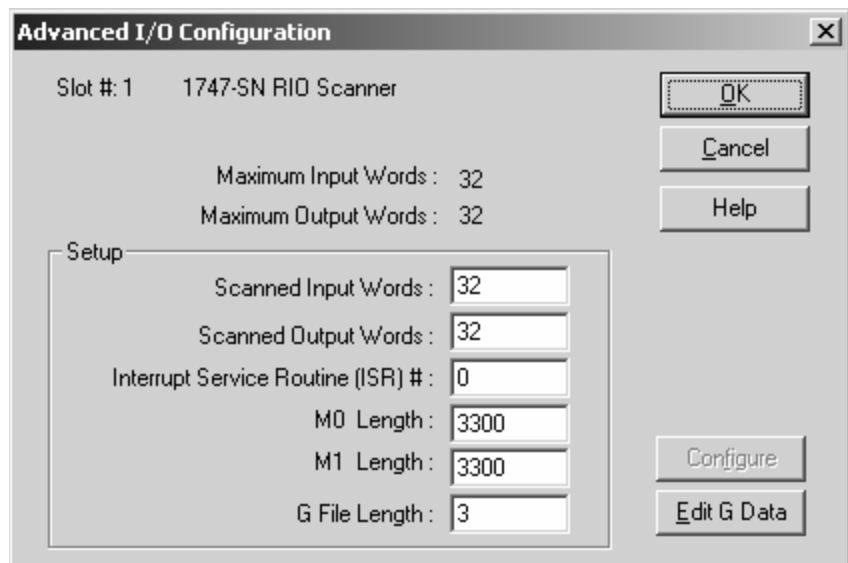 Advanced I/O Configuration
Slot #: 1 1747-SN RIO Scanner
OK
Cancel
Maximum Input Words : 32
Help
Maximum Output Words : 32
Setup
Scanned Input Words : 32
Scanned Output Words : 32
Interrupt Service Routine (ISR) # : 0
M0 Length : 3300
M1 Length : 3300
Configure
G File Length : 3
Edit G Data